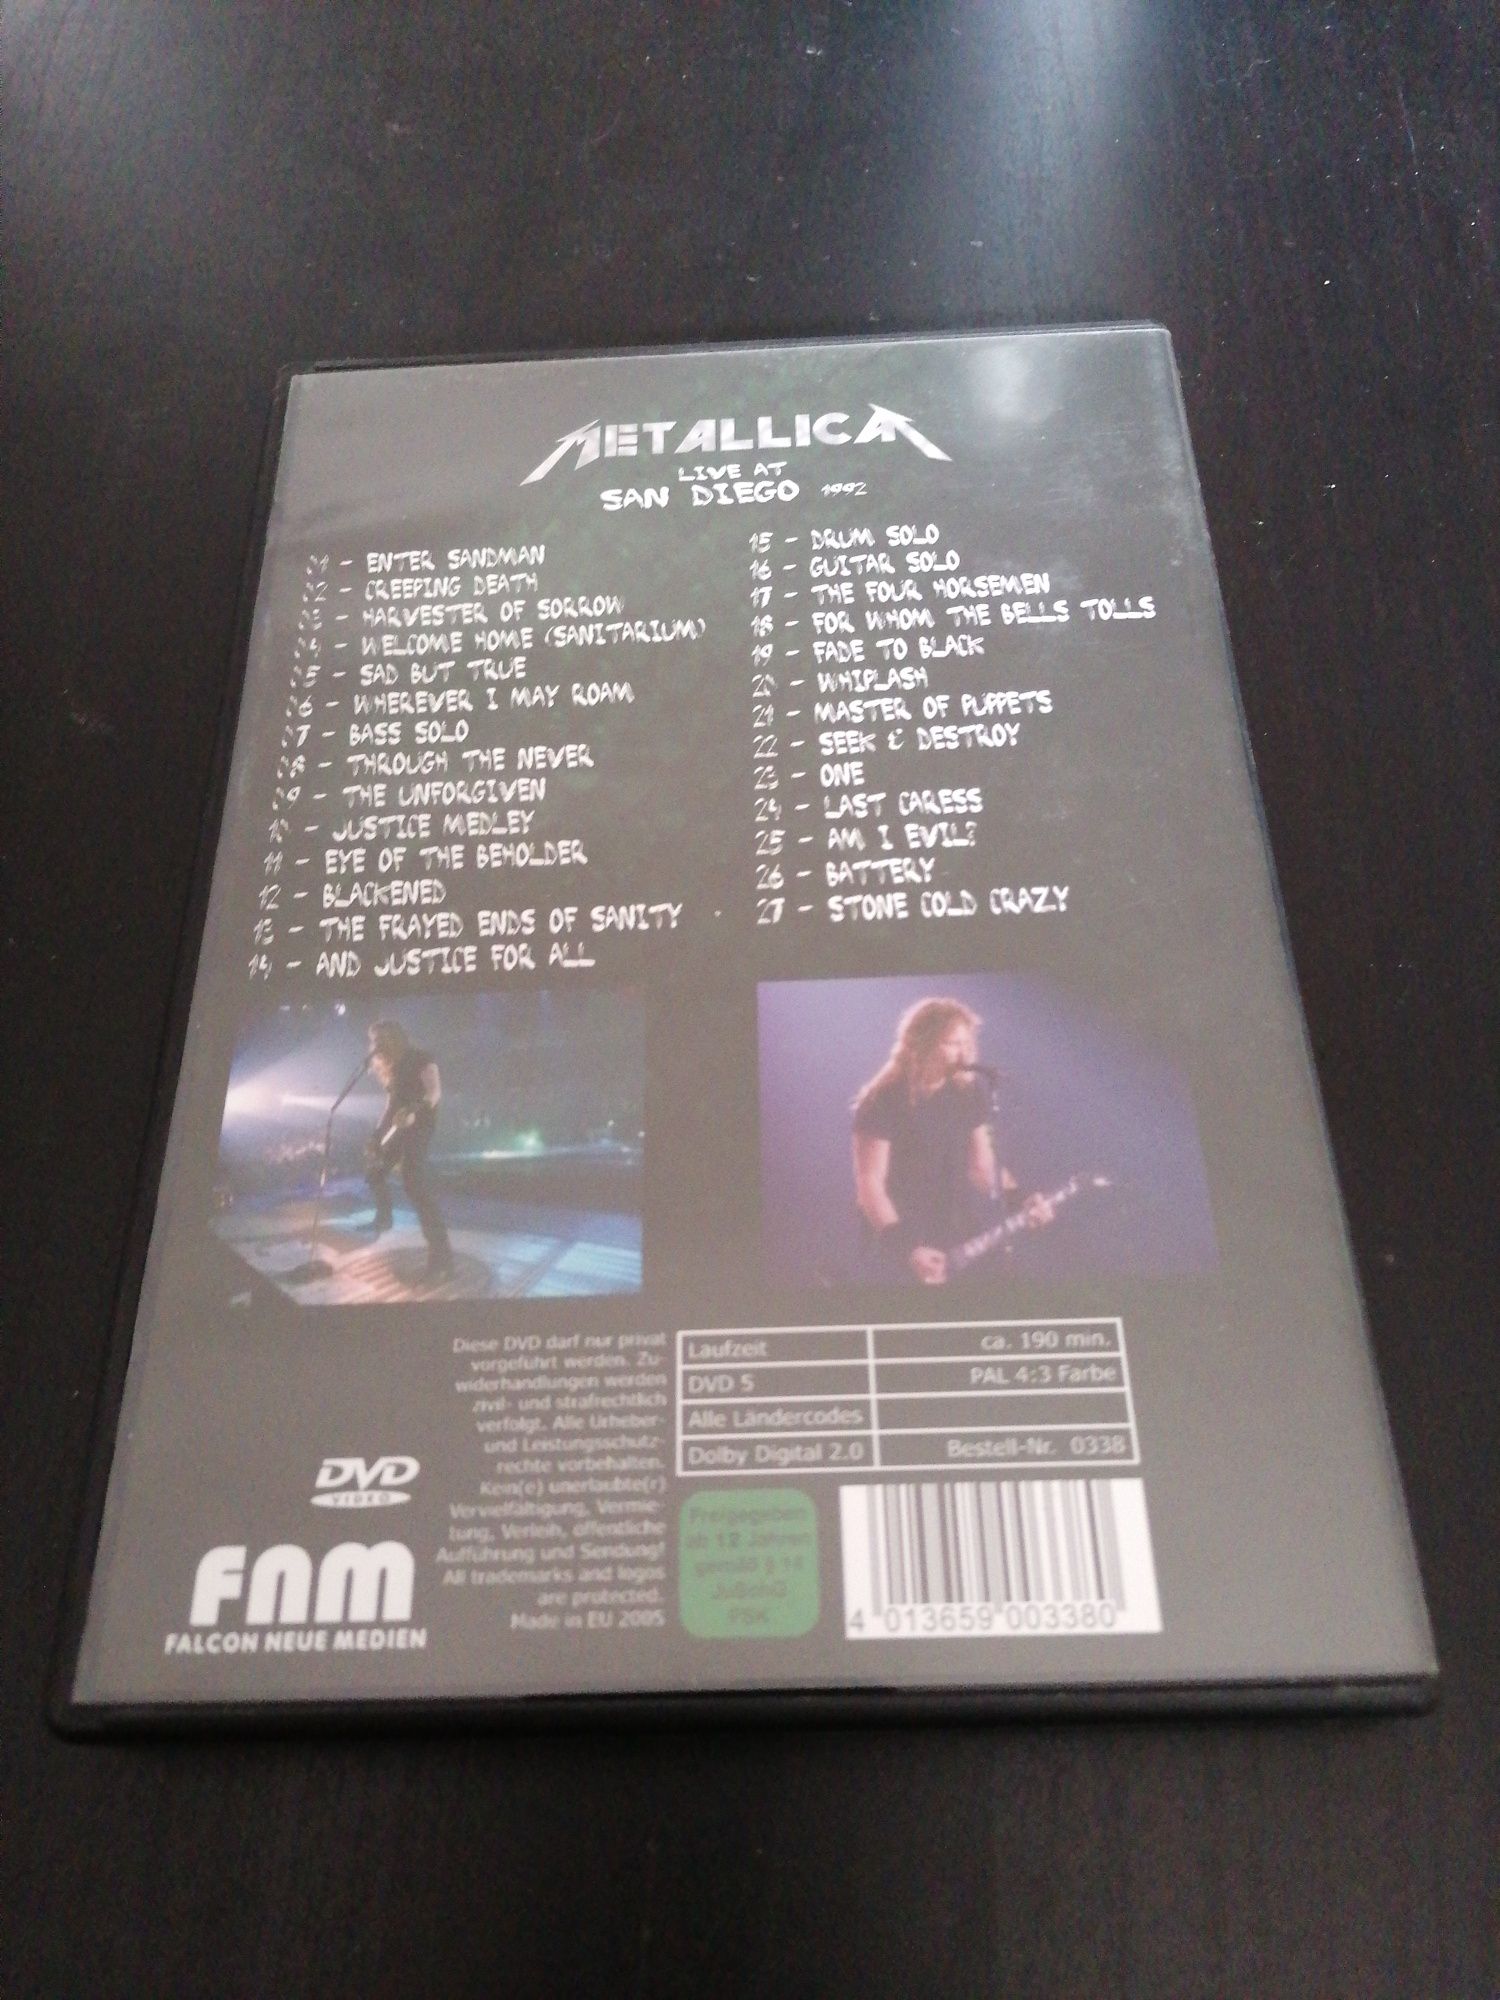 METALLICA
LIVE AT
SAN DIEGO 1992
01 - ENTER SANDMAN
02 - CREEPING DEATH
03 - HARVESTER OF SORROW
04 - WELCOME HOME (SANITARIUM)
05 - SAD BUT TRUE
06 - WHEREVER I MAY ROAM
07 - BASS SOLO
08 - THROUGH THE NEVER
09 - THE UNFORGIVEN
10 - JUSTICE MEDLEY
11 - EYE OF THE BEHOLDER
12 - BLACKENED
13 - THE FRAYED ENDS OF SANITY
14 - AND JUSTICE FOR ALL
15 - DRUM SOLO
16 - GUITAR SOLO
17 - THE FOUR HORSEMEN
18 - FOR WHOM THE BELLS TOLLS
19 - FADE TO BLACK
20 - WHIPLASH
21 - MASTER OF PUPPETS
22 - SEEK & DESTROY
23 - ONE
24 - LAST CARESS
25 - AM I EVIL?
26 - BATTERY
27 - STONE COLD CRAZY
Diese DVD darf nur privat
vorgeführt werden. Zu-
widerhandlungen werden
zivil- und strafrechtlich
verfolgt. Alle Urheber-
und Leistungsschutz-
rechte vorbehalten.
Kein(e) unerlaubte(r)
Vervielfältigung, Vermie-
tung, Verleih, öffentliche
Aufführung und Sendung!
All trademarks and logos
are protected.
Made in EU 2005
Laufzeit ca. 190 min.
DVD 5 PAL 4:3 Farbe
Alle Ländercodes
Dolby Digital 2.0 Bestell-Nr. 0338
DVD
VIDEO
FNM
FALCON NEUE MEDIEN
Freigegeben
ab 12 Jahren
gemäß § 14
JuSchG
FSK
4 013659 003380